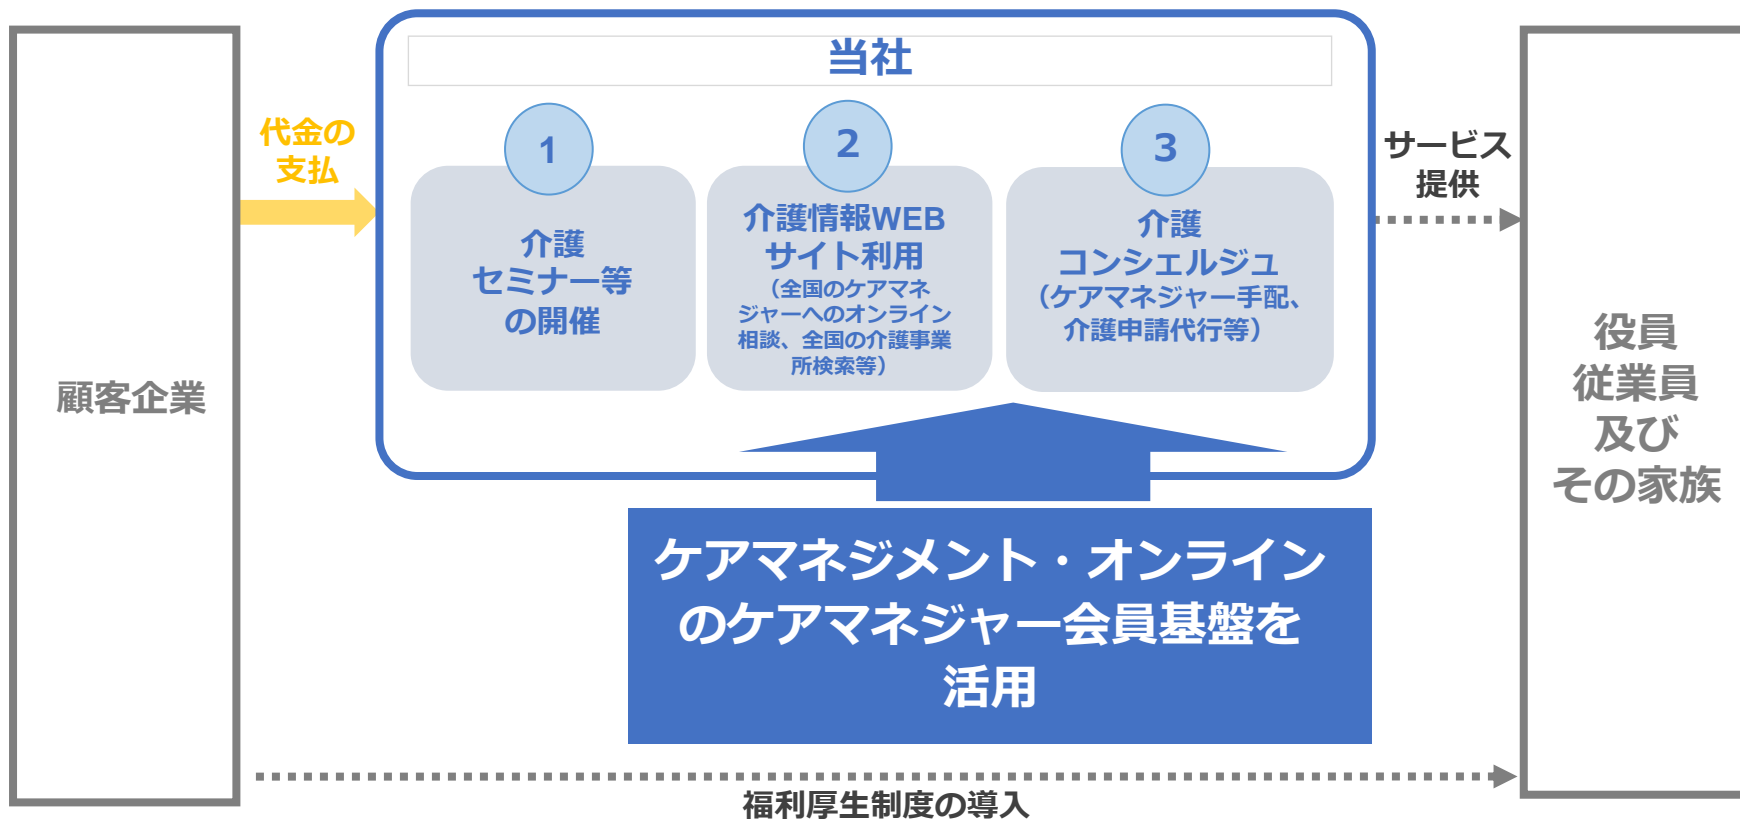 当社
代金の
支払
顧客企業
1
介護
セミナー等
の開催
2
介護情報WEB
サイト利用
（全国のケアマネ
ジャーへのオンライン
相談、全国の介護事業
所検索等）
3
介護
コンシェルジュ
（ケアマネジャー手配、
介護申請代行等）
サービス
提供
役員
従業員
及び
その家族
ケアマネジメント・オンライン
のケアマネジャー会員基盤を
活用
福利厚生制度の導入